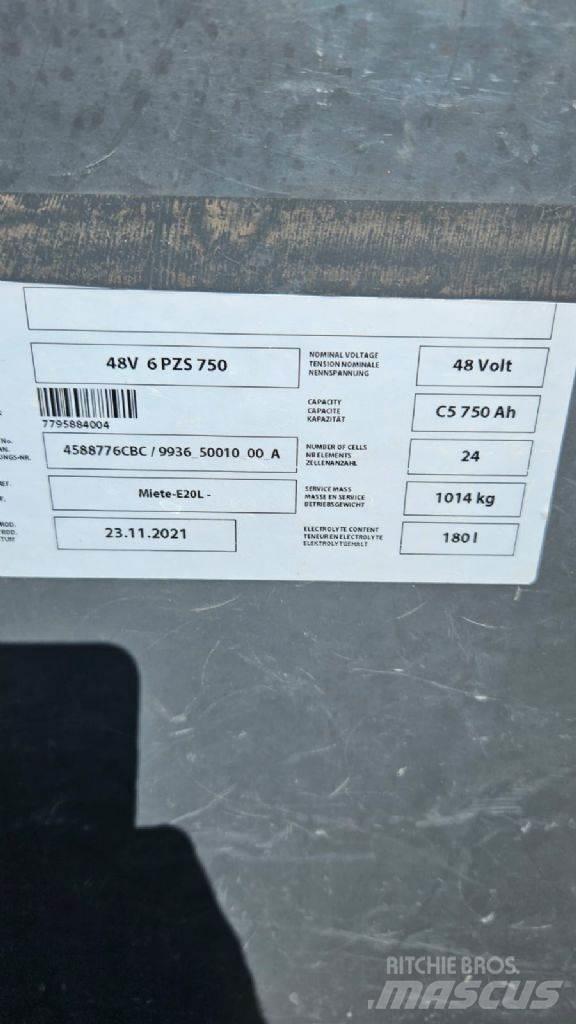 48V 6 PZS 750
NOMINAL VOLTAGE
TENSION NOMINALE
NENNSPANNUNG
48 Volt
7795884004
CAPACITY
CAPACITE
KAPAZITÄT
C5 750 Ah
No.
4588776CBC / 9936_50010_00_A
NUMBER OF CELLS
NB ELEMENTS
ZELLENANZAHL
24
Miete-E20L -
SERVICE MASS
MASSE EN SERVICE
BETRIEBSGEWICHT
1014 kg
23.11.2021
ELECTROLYTE CONTENT
TENEUR EN ELECTROLYTE
ELEKTROLYTGEHALT
180 l
RITCHIE BROS.
MASCUS